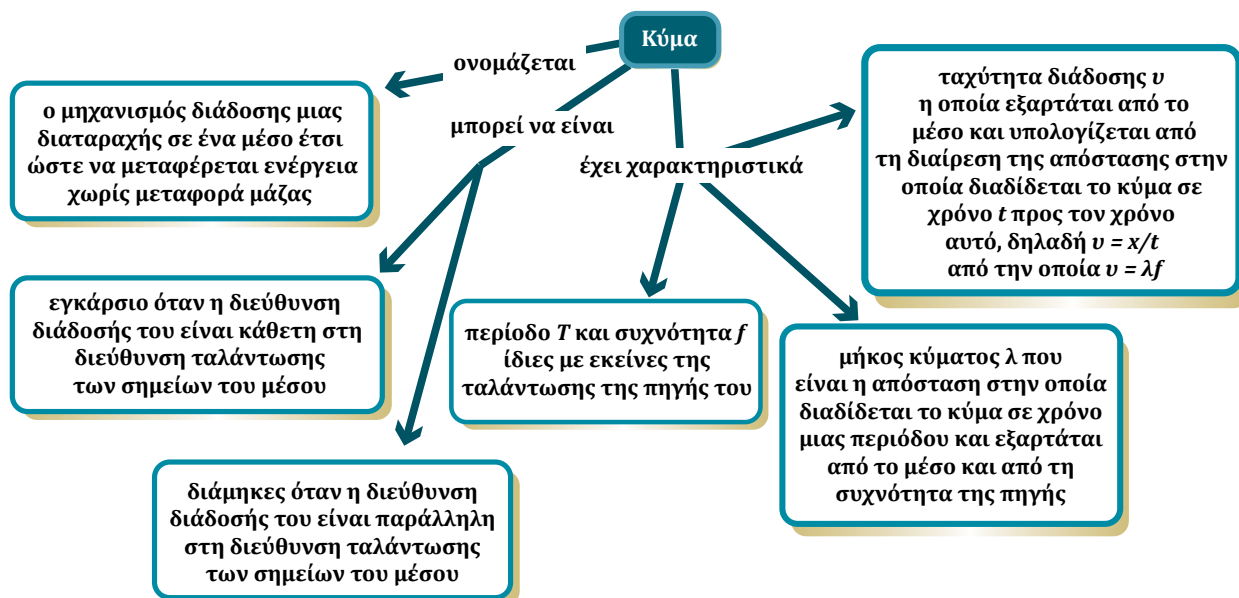 Κύμα
ονομάζεται
ο μηχανισμός διάδοσης μιας
διαταραχής σε ένα μέσο έτσι
ώστε να μεταφέρεται ενέργεια
χωρίς μεταφορά μάζας
μπορεί να είναι
εγκάρσιο όταν η διεύθυνση
διάδοσής του είναι κάθετη στη
διεύθυνση ταλάντωσης
των σημείων του μέσου
διάμηκες όταν η διεύθυνση
διάδοσής του είναι παράλληλη
στη διεύθυνση ταλάντωσης
των σημείων του μέσου
έχει χαρακτηριστικά
περίοδο T και συχνότητα f
ίδιες με εκείνες της
ταλάντωσης της πηγής του
μήκος κύματος λ που
είναι η απόσταση στην οποία
διαδίδεται το κύμα σε χρόνο
μιας περιόδου και εξαρτάται
από το μέσο και από τη
συχνότητα της πηγής
ταχύτητα διάδοσης υ
η οποία εξαρτάται από το
μέσο και υπολογίζεται από
τη διαίρεση της απόστασης στην
οποία διαδίδεται το κύμα σε
χρόνο t προς τον χρόνο
αυτό, δηλαδή υ = x/t
από την οποία υ = λf